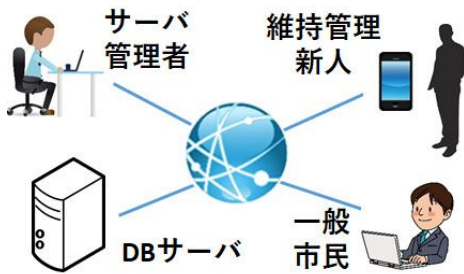 サーバ
管理者
維持管理
新人
DBサーバ
一般
市民